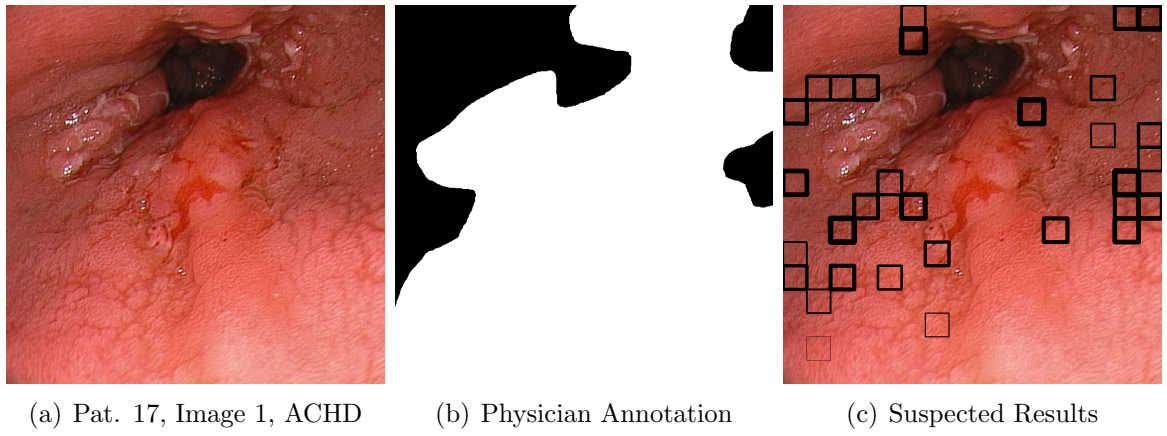 (a) Pat. 17, Image 1, ACHD
(b) Physician Annotation
(c) Suspected Results